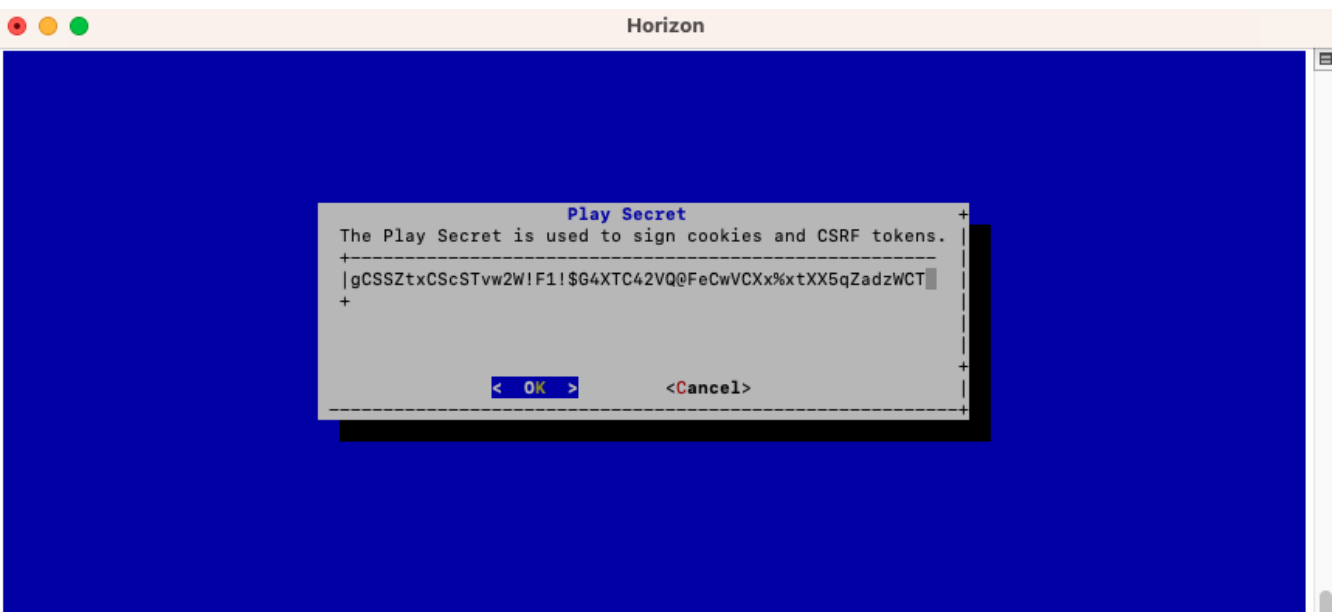 Horizon
Play Secret
The Play Secret is used to sign cookies and CSRF tokens.
gCSSZtxCScSTvw2W!F1!$G4XTC42VQ@FeCwVCXx%xtXX5qZadzWCT
< OK >    <Cancel>